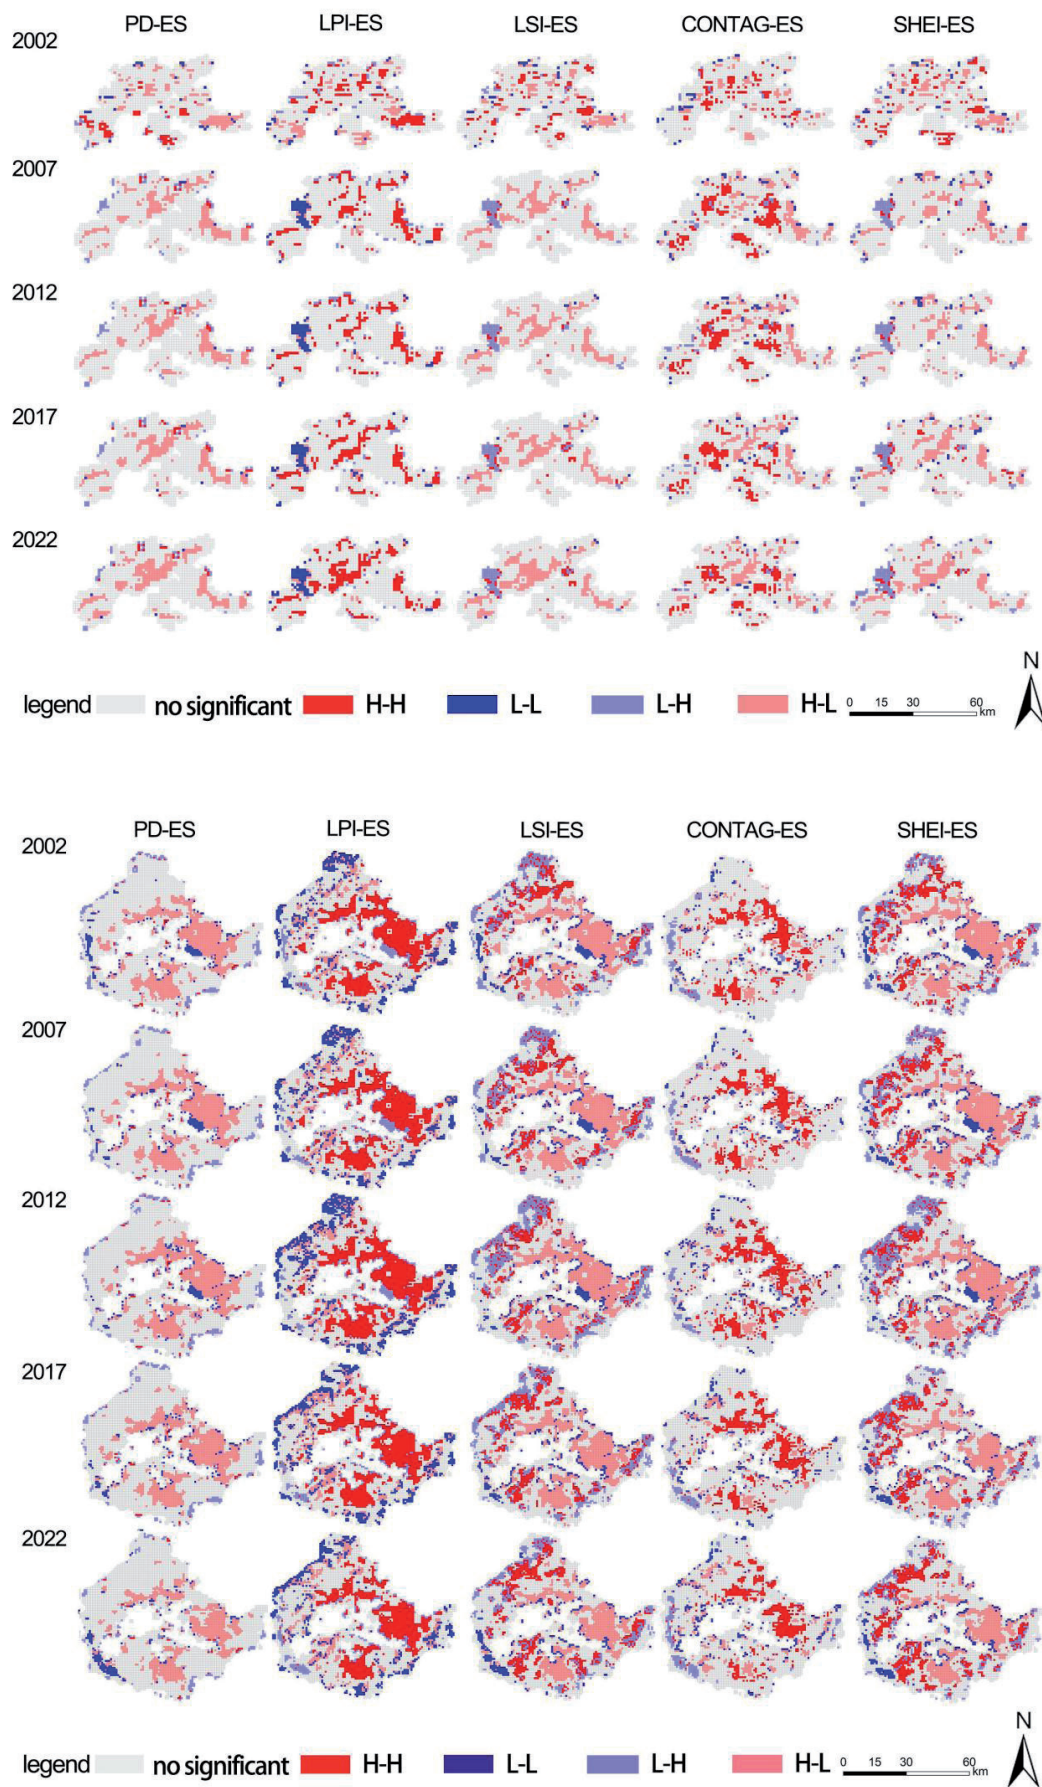 PD-ES LPI-ES LSI-ES CONTAG-ES SHEI-ES
2002
2007
2012
2017
2022
N
legend no significant H-H L-L L-H H-L 0 15 30 60 km
PD-ES LPI-ES LSI-ES CONTAG-ES SHEI-ES
2002
2007
2012
2017
2022
N
legend no significant H-H L-L L-H H-L 0 15 30 60 km